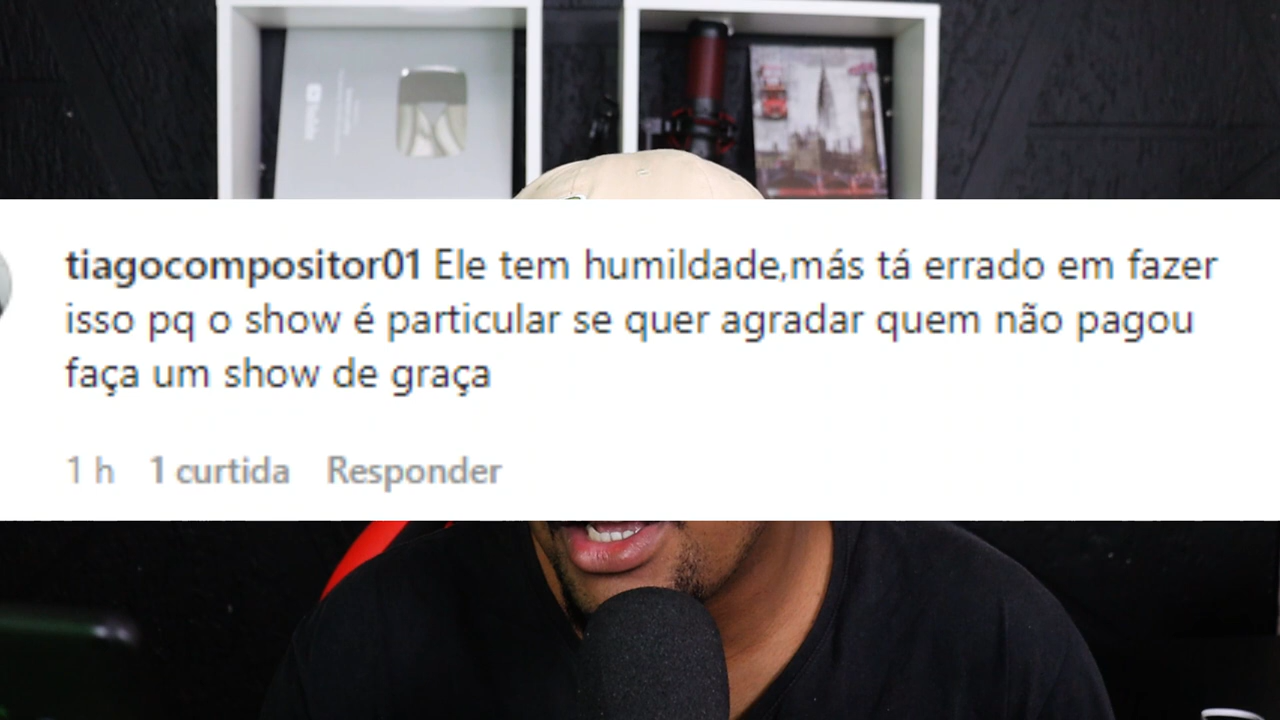 tiagocompositor01 Ele tem humildade,más tá errado em fazer
isso pq o show é particular se quer agradar quem não pagou
faça um show de graça
1 h 1 curtida Responder